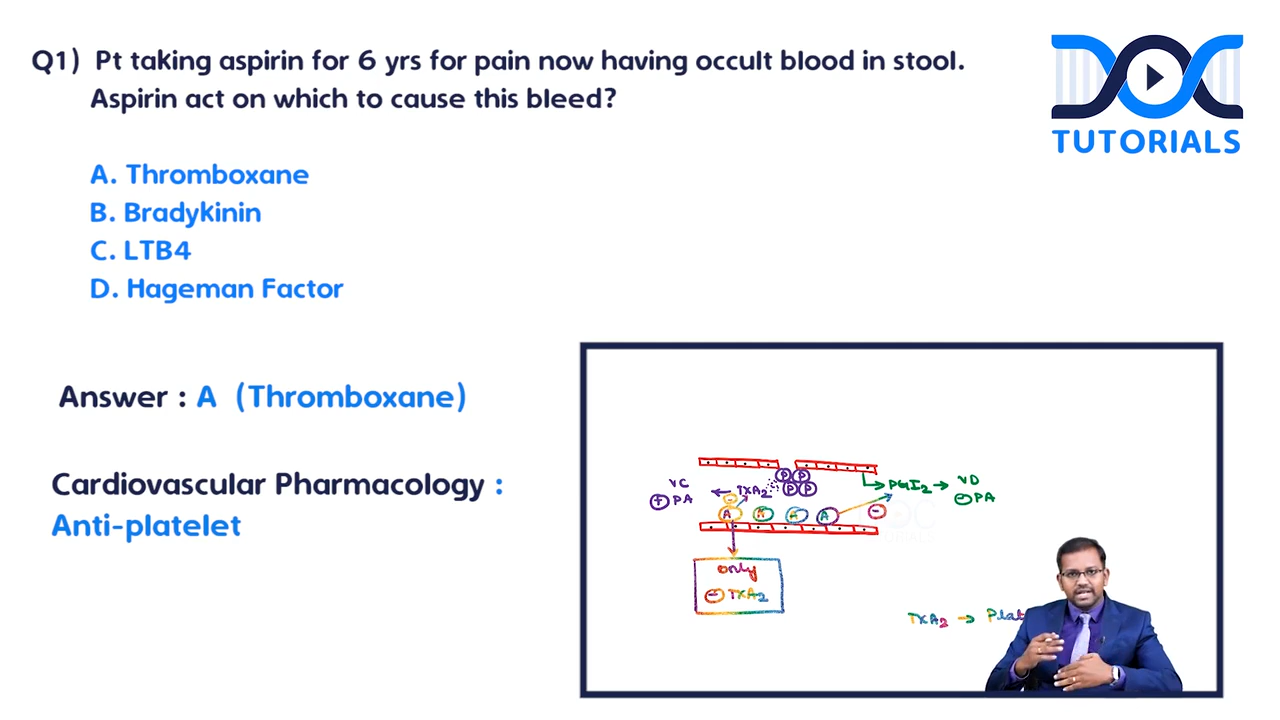 Q1) Pt taking aspirin for 6 yrs for pain now having occult blood in stool.
Aspirin act on which to cause this bleed?
TUTORIALS
A. Thromboxane
B. Bradykinin
C. LTB4
D. Hageman Factor
Answer : A (Thromboxane)
Cardiovascular Pharmacology :
Anti-platelet
VC
+ PA
TXA2
P P
P P
PGI2
VD
- PA
A A A A
-
only
- TXA2
TXA2 → Plat